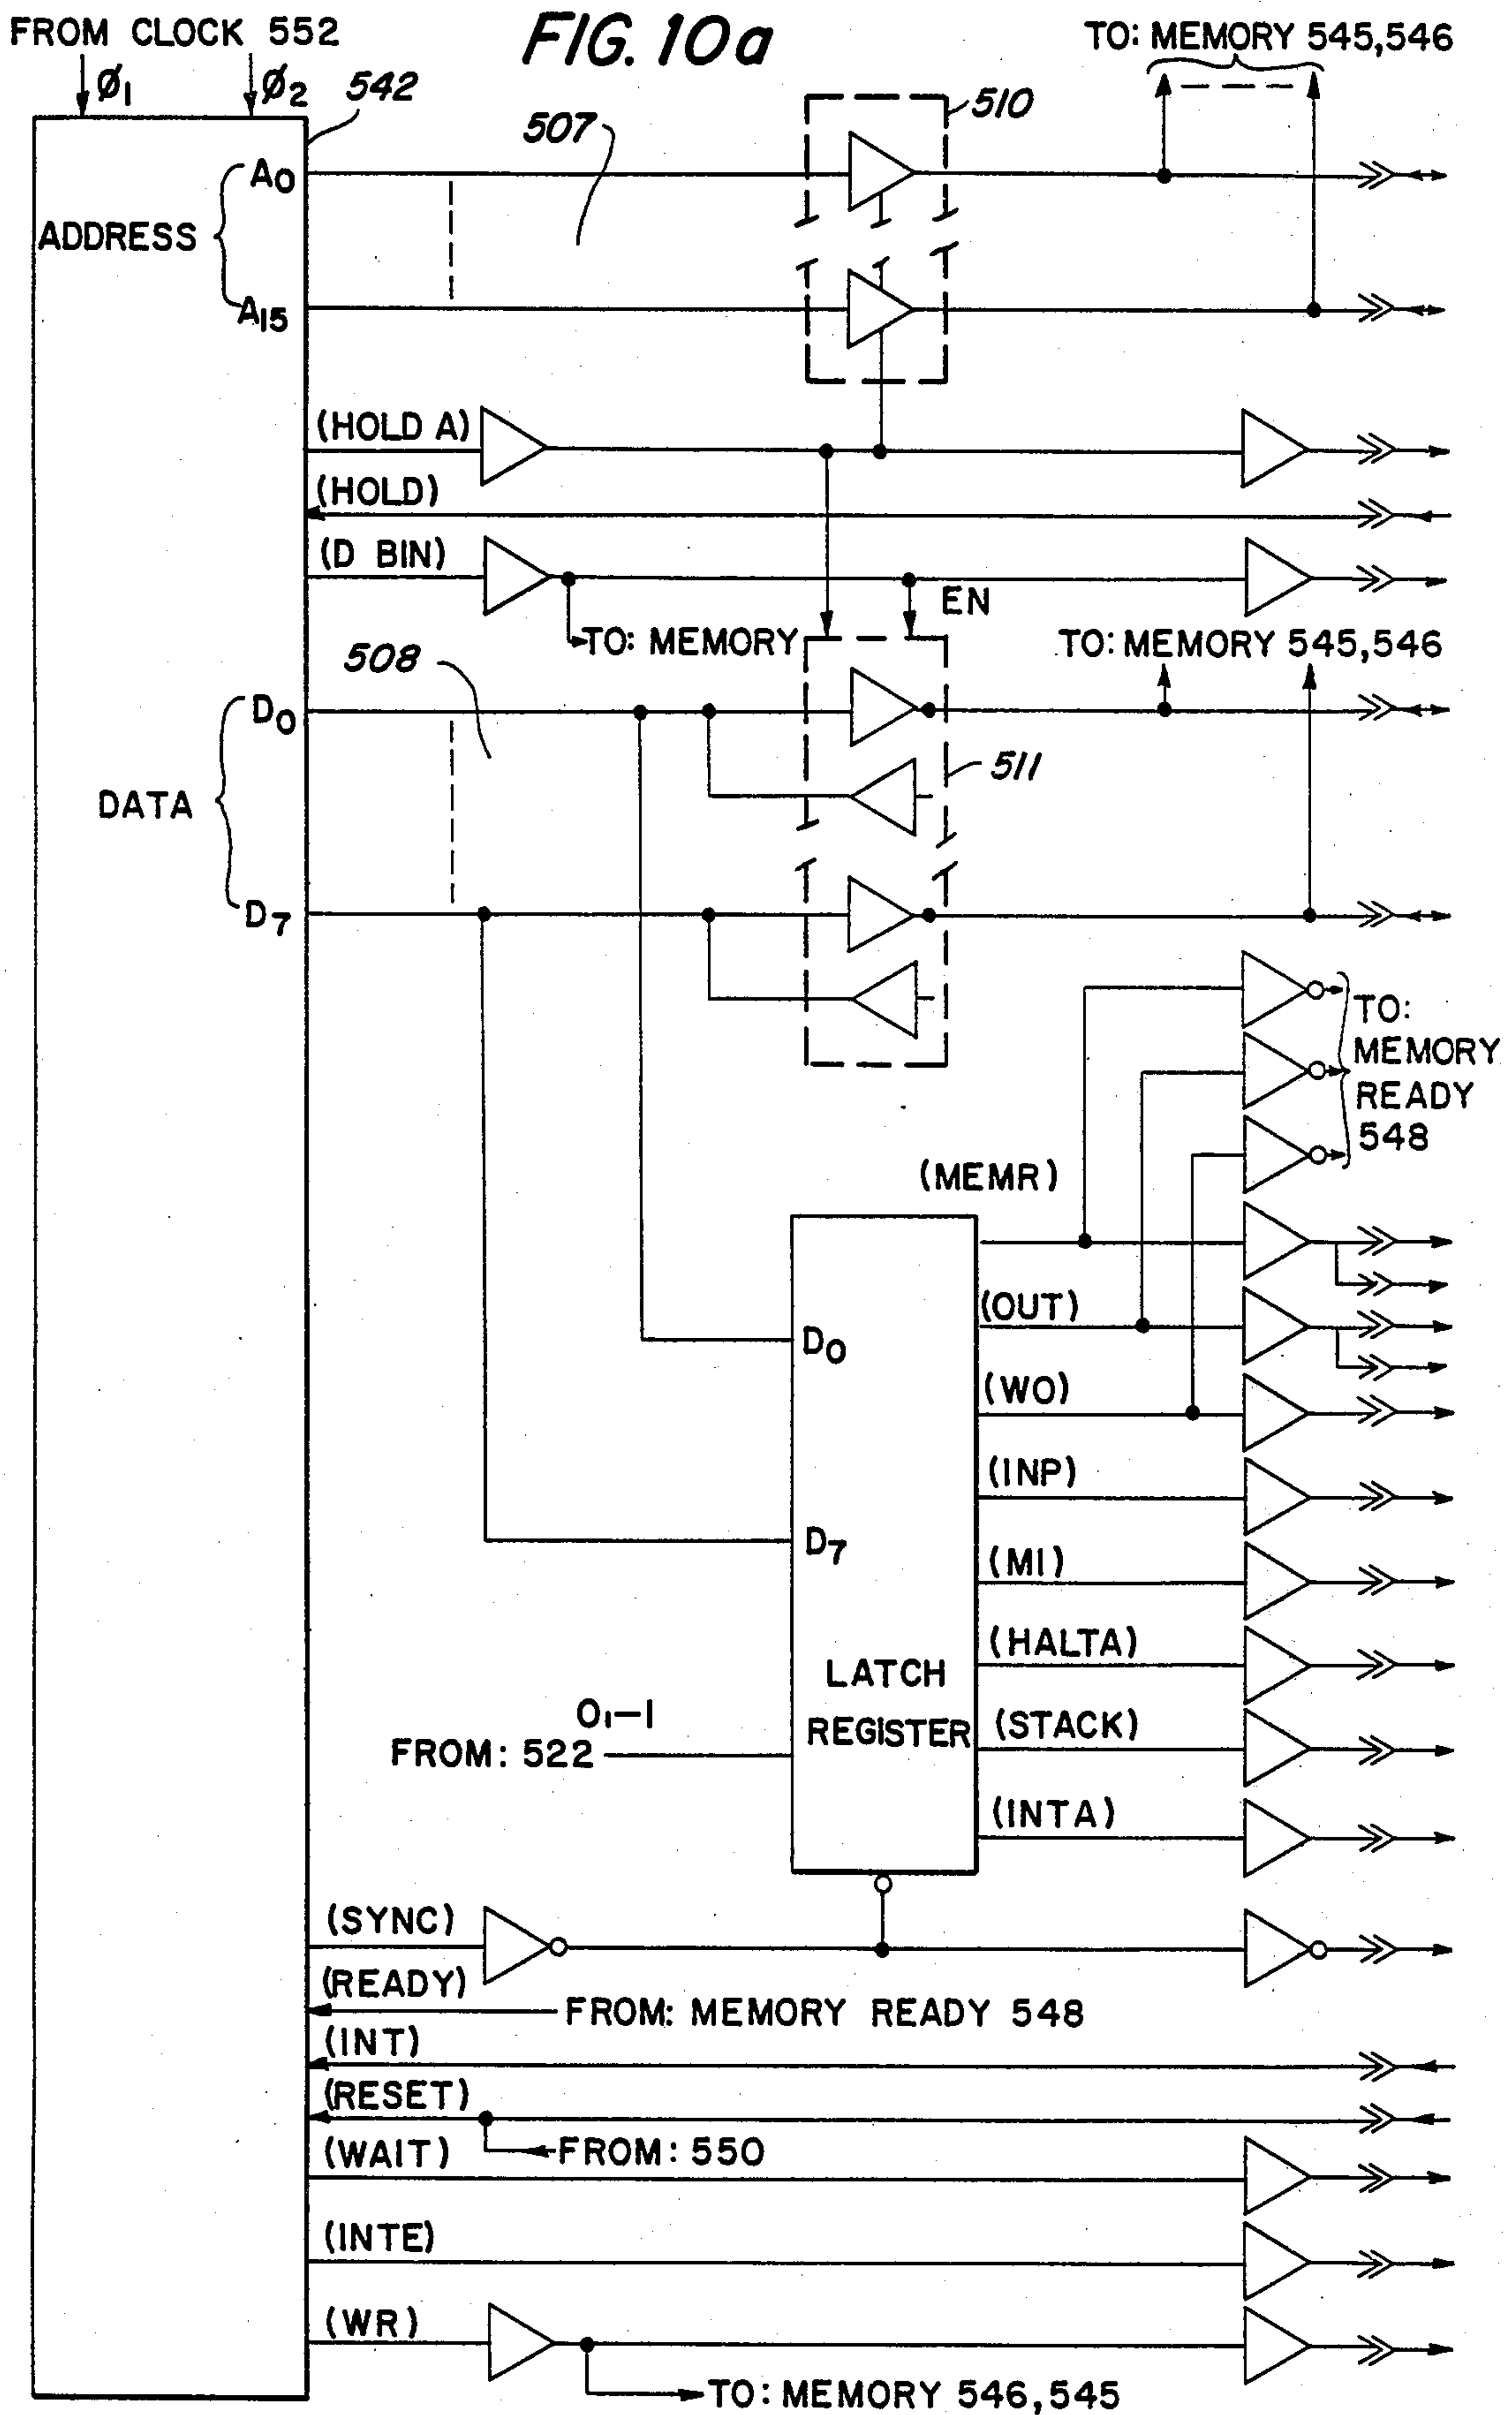 FROM CLOCK 552
FIG. 10a
TO: MEMORY 545,546
Ø1
Ø2
542
510
507
A0
ADDRESS
A15
(HOLD A)
(HOLD)
(D BIN)
EN
TO: MEMORY
TO: MEMORY 545,546
508
D0
511
DATA
D7
TO:
MEMORY
READY
548
(MEMR)
(OUT)
D0
(WO)
(INP)
D7
(MI)
(HALTA)
LATCH
REGISTER
O1-1
(STACK)
FROM: 522
(INTA)
(SYNC)
(READY)
FROM: MEMORY READY 548
(INT)
(RESET)
FROM: 550
(WAIT)
(INTE)
(WR)
TO: MEMORY 546,545